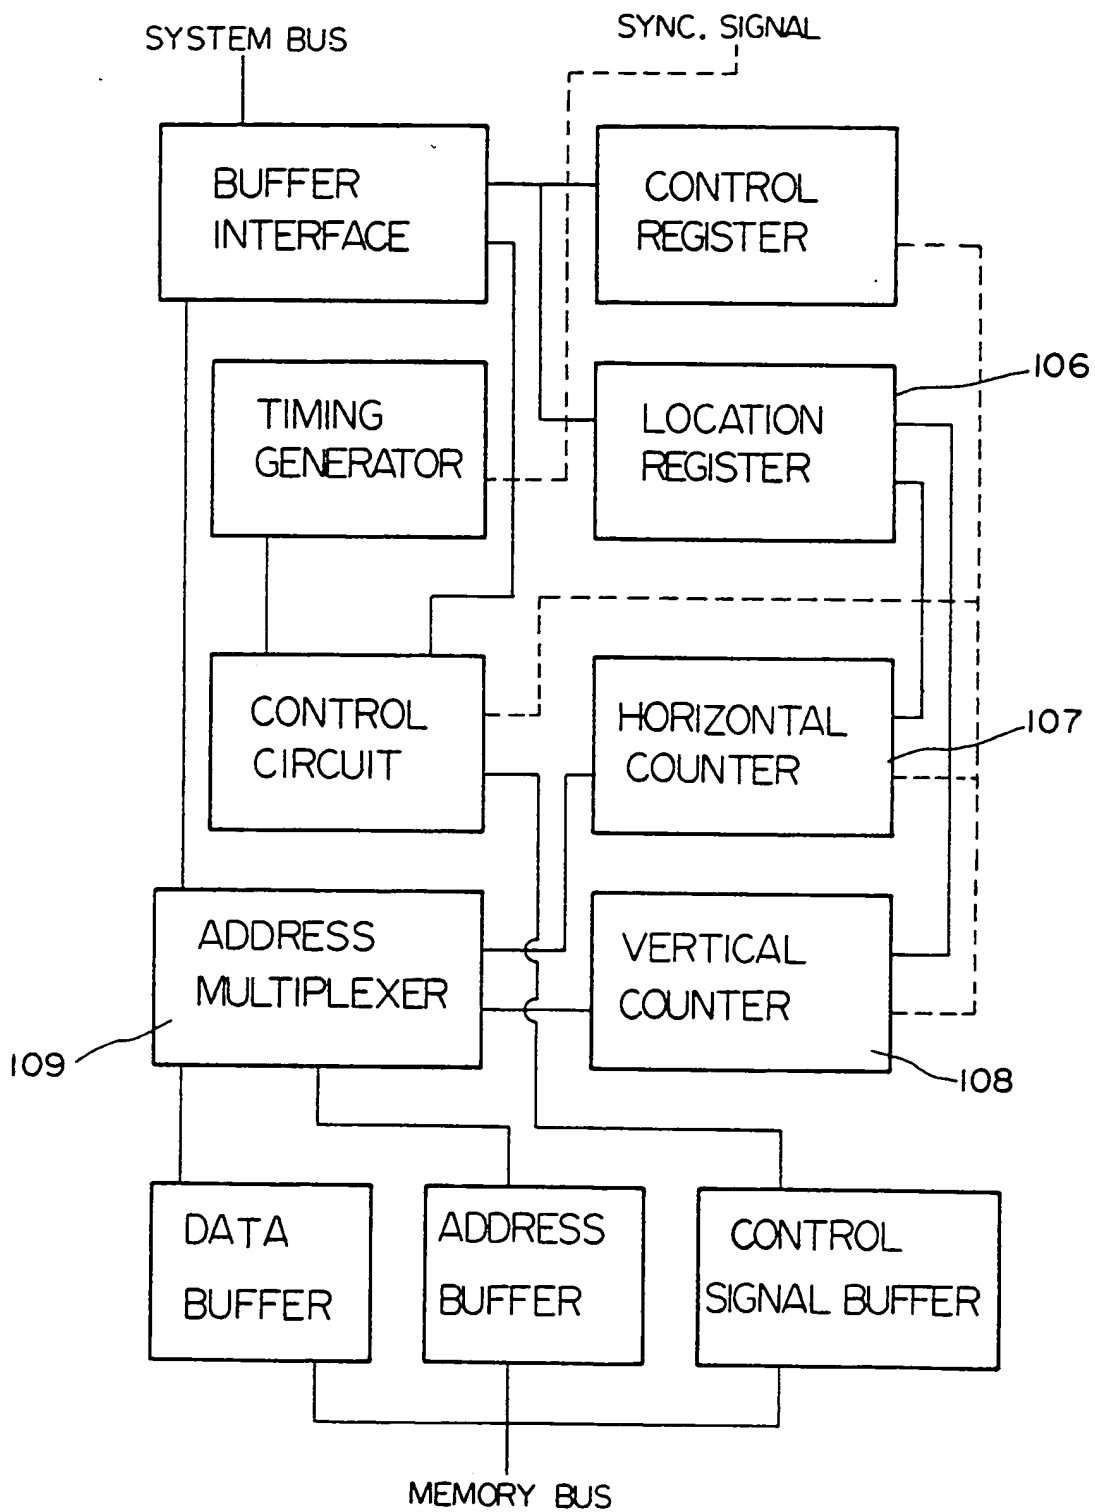 SYSTEM BUS
SYNC. SIGNAL
BUFFER
INTERFACE
CONTROL
REGISTER
TIMING
GENERATOR
LOCATION
REGISTER
106
CONTROL
CIRCUIT
HORIZONTAL
COUNTER
107
ADDRESS
MULTIPLEXER
109
VERTICAL
COUNTER
108
DATA
BUFFER
ADDRESS
BUFFER
CONTROL
SIGNAL BUFFER
MEMORY BUS